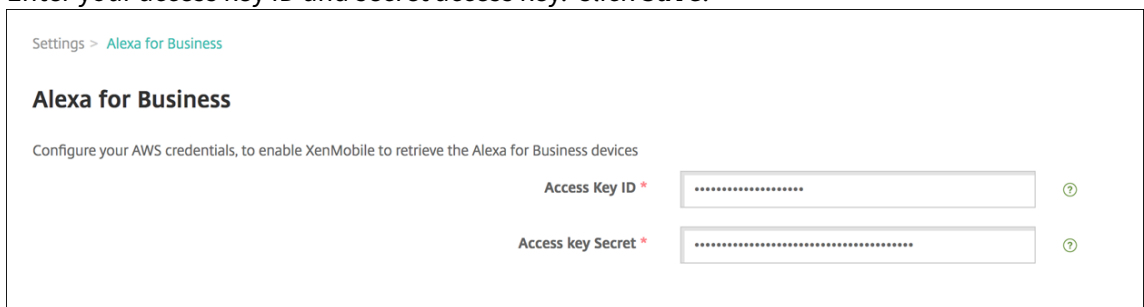 Enter your access key ID and secret access key. Click Save.
Settings > Alexa for Business
Alexa for Business
Configure your AWS credentials, to enable XenMobile to retrieve the Alexa for Business devices
Access Key ID *
••••••••••••••••••••
Access key Secret *
••••••••••••••••••••••••••••••••••••••••